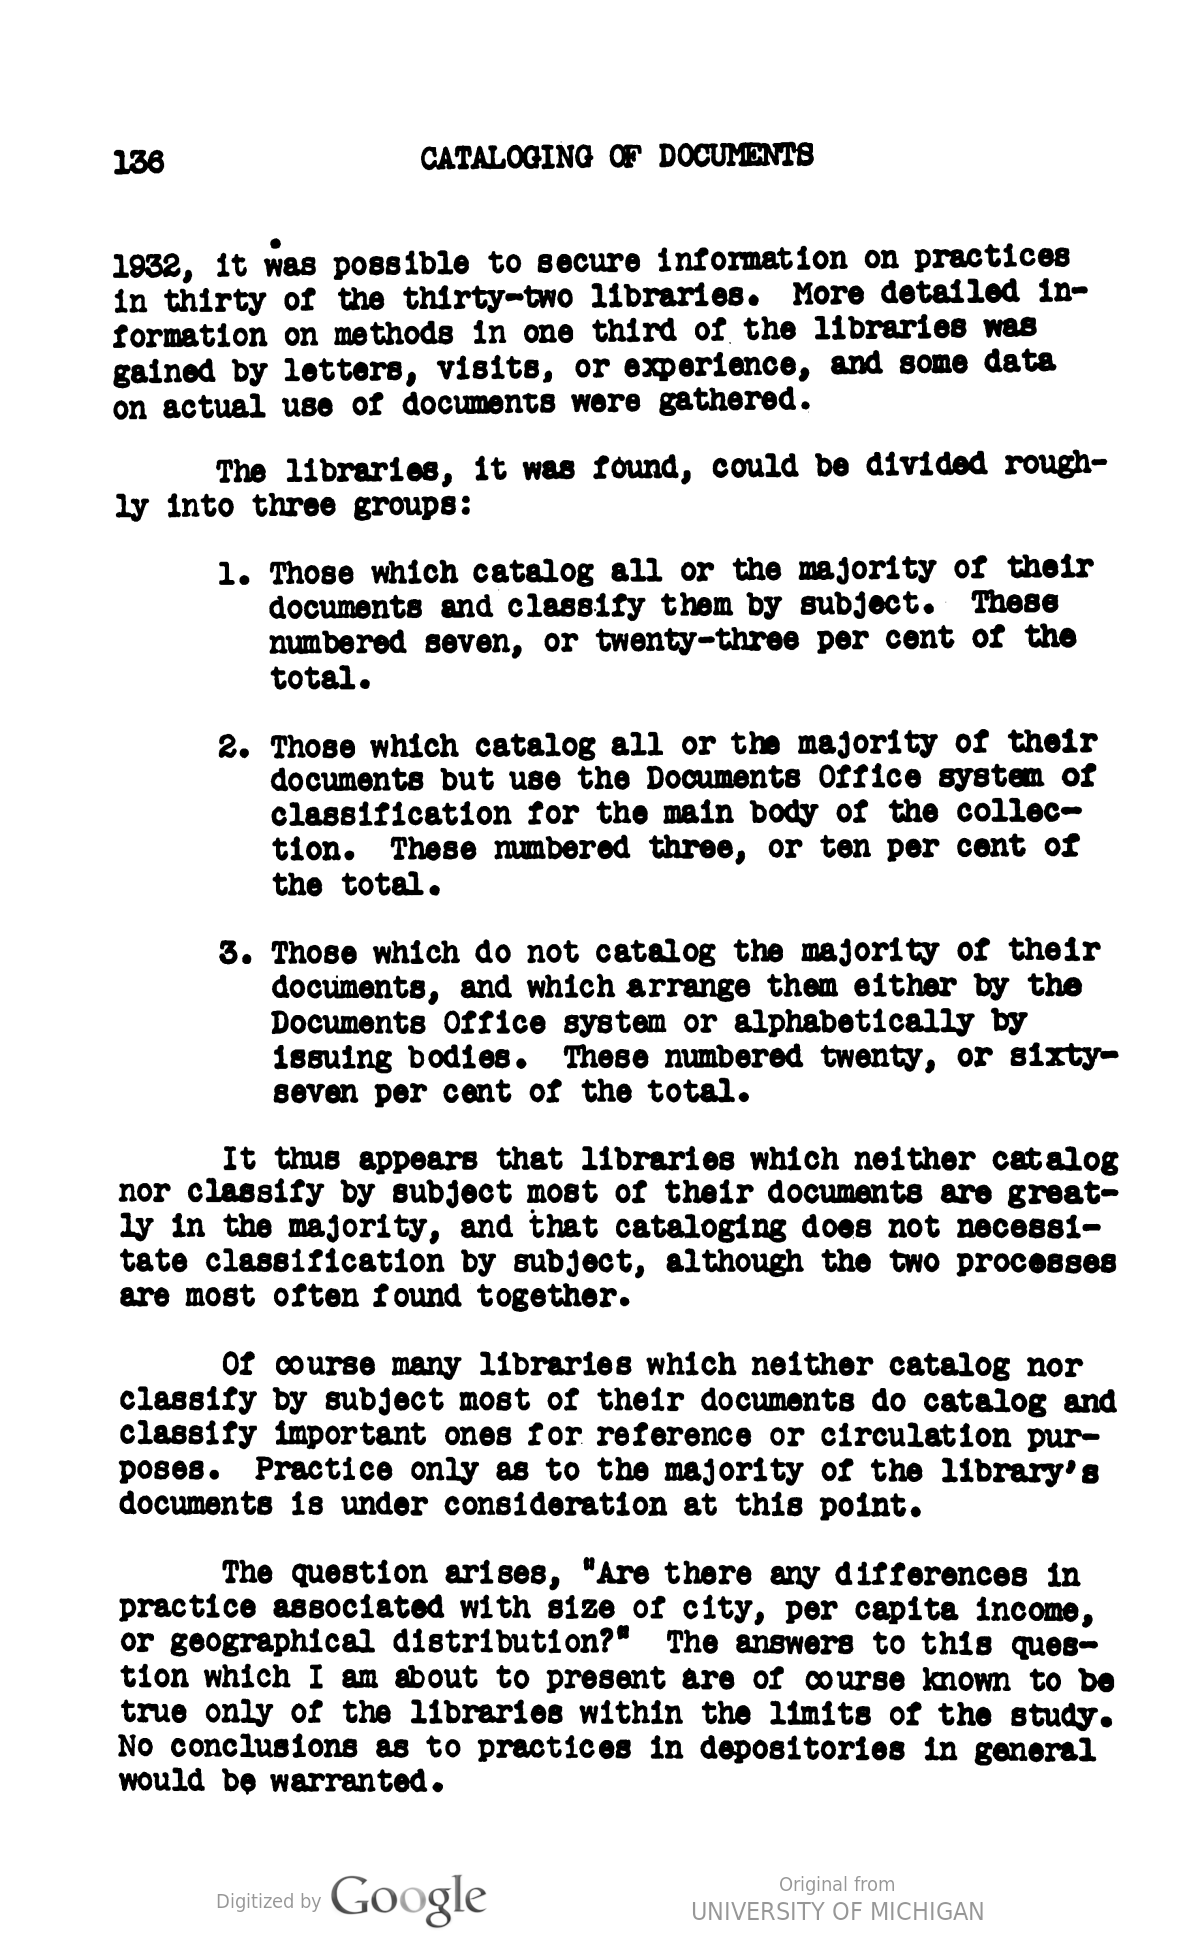 136 CATALOGING OF DOCUMENTS
1932, it was possible to secure information on practices
in thirty of the thirty-two libraries. More detailed in-
formation on methods in one third of the libraries was
gained by letters, visits, or experience, and some data
on actual use of documents were gathered.
The libraries, it was found, could be divided rough-
ly into three groups:
1. Those which catalog all or the majority of their
documents and classify them by subject. These
numbered seven, or twenty-three per cent of the
total.
2. Those which catalog all or the majority of their
documents but use the Documents Office system of
classification for the main body of the collec-
tion. These numbered three, or ten per cent of
the total.
3. Those which do not catalog the majority of their
documents, and which arrange them either by the
Documents Office system or alphabetically by
issuing bodies. These numbered twenty, or sixty-
seven per cent of the total.
It thus appears that libraries which neither catalog
nor classify by subject most of their documents are great-
ly in the majority, and that cataloging does not necessi-
tate classification by subject, although the two processes
are most often found together.
Of course many libraries which neither catalog nor
classify by subject most of their documents do catalog and
classify important ones for reference or circulation pur-
poses. Practice only as to the majority of the library's
documents is under consideration at this point.
The question arises, "Are there any differences in
practice associated with size of city, per capita income,
or geographical distribution?" The answers to this ques-
tion which I am about to present are of course known to be
true only of the libraries within the limits of the study.
No conclusions as to practices in depositories in general
would be warranted.
Digitized by Google
Original from
UNIVERSITY OF MICHIGAN